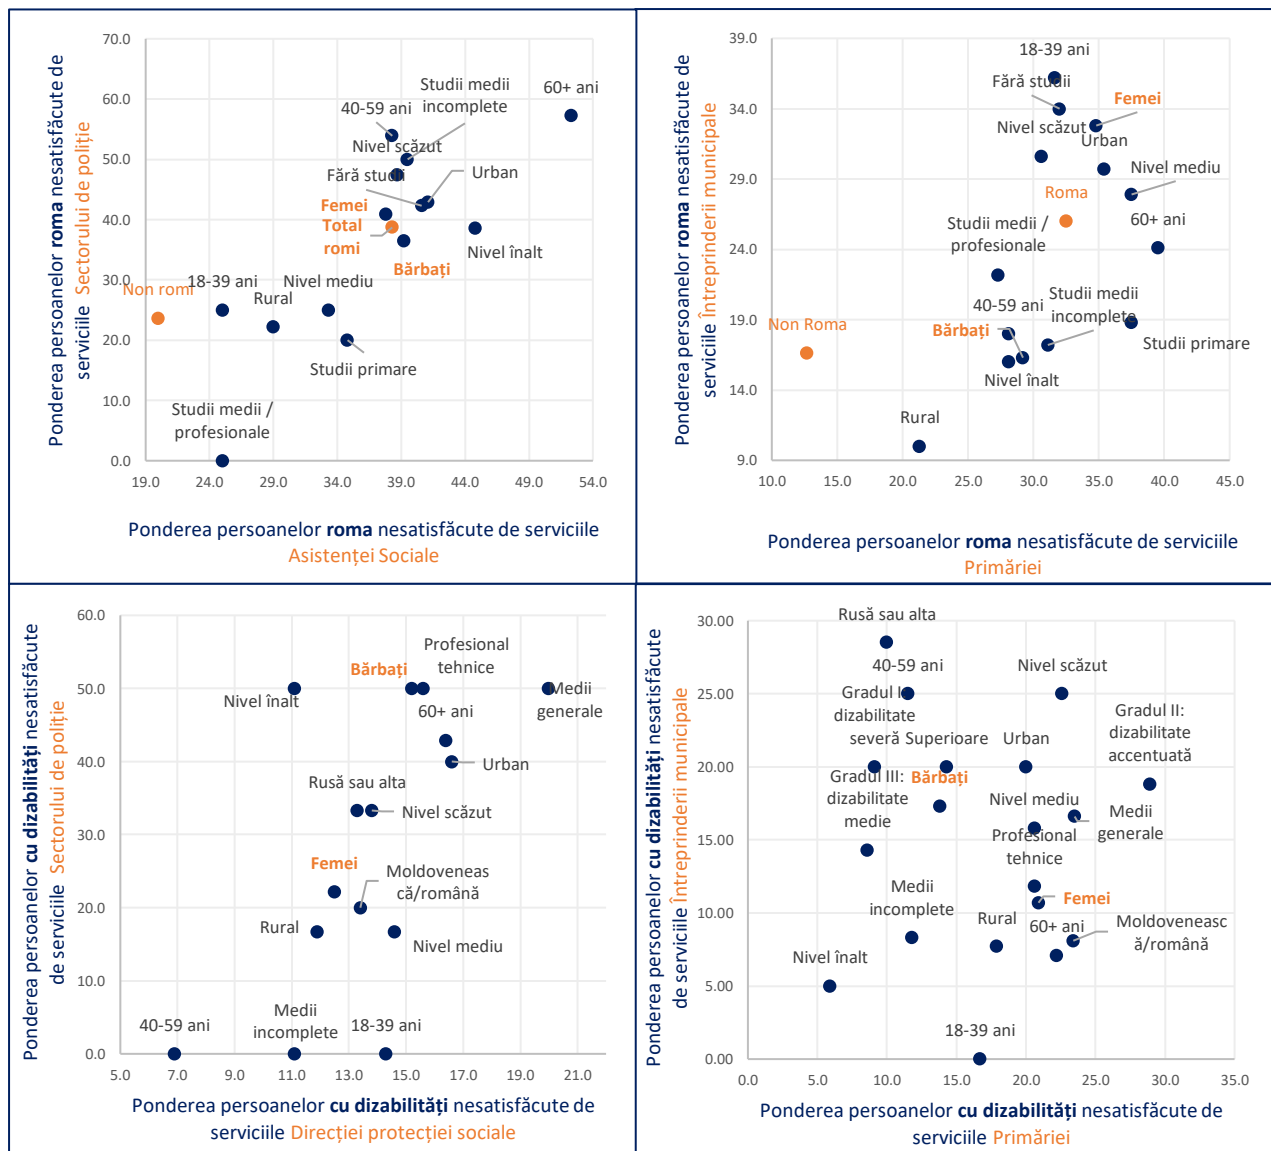 Ponderea persoanelor roma nesatisfăcute de
serviciile Sectorului de poliție
70.0
60.0
50.0
40.0
30.0
20.0
10.0
0.0
Studii medii
incomplete
60+ ani
40-59 ani
Nivel scăzut
Fără studii
Urban
Femei
Total
romi
Nivel înalt
Bărbați
18-39 ani
Nivel mediu
Non romi
Rural
Studii primare
Studii medii /
profesionale
19.0 24.0 29.0 34.0 39.0 44.0 49.0 54.0
Ponderea persoanelor roma nesatisfăcute de serviciile
Asistenței Sociale
Ponderea persoanelor roma nesatisfăcute de
serviciile Întreprinderii municipale
39.0
34.0
29.0
24.0
19.0
14.0
9.0
18-39 ani
Fără studii
Femei
Nivel scăzut
Urban
Nivel mediu
Roma
60+ ani
Studii medii /
profesionale
40-59 ani
Studii medii
incomplete
Non Roma
Bărbați
Studii primare
Nivel înalt
Rural
10.0 15.0 20.0 25.0 30.0 35.0 40.0 45.0
Ponderea persoanelor roma nesatisfăcute de serviciile
Primăriei
Ponderea persoanelor cu dizabilități nesatisfăcute
de serviciile Sectorului de poliție
60.0
50.0
40.0
30.0
20.0
10.0
0.0
Profesional
tehnice
Bărbați
Nivel înalt
Medii
generale
60+ ani
Urban
Rusă sau alta
Nivel scăzut
Femei
Moldoveneas
că/română
Rural
Nivel mediu
40-59 ani
Medii
incomplete
18-39 ani
5.0 7.0 9.0 11.0 13.0 15.0 17.0 19.0 21.0
Ponderea persoanelor cu dizabilități nesatisfăcute de
serviciile Direcției protecției sociale
Ponderea persoanelor cu dizabilități nesatisfăcute
de serviciile Întreprinderii municipale
30.00
25.00
20.00
15.00
10.00
5.00
0.00
Rusă sau alta
40-59 ani
Nivel scăzut
Gradul I:
dizabilitate
severă
Superioare
Urban
Gradul II:
dizabilitate
accentuată
Gradul III:
dizabilitate
medie
Bărbați
Nivel mediu
Medii
generale
Profesional
tehnice
Medii
incomplete
Femei
Rural
60+ ani
Moldovenească
ă/română
Nivel înalt
18-39 ani
0.0 5.0 10.0 15.0 20.0 25.0 30.0 35.0
Ponderea persoanelor cu dizabilități nesatisfăcute de
serviciile Primăriei